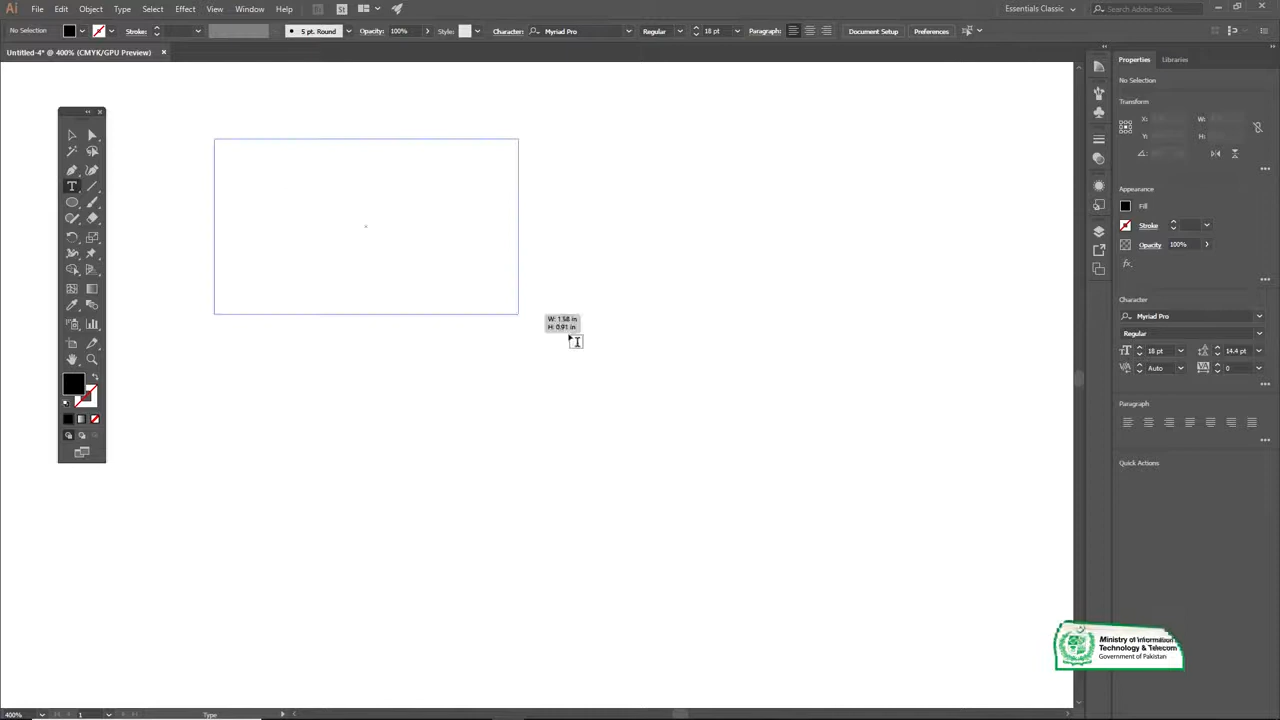 Ai File Edit Object Type Select Effect View Window Help Br St Essentials Classic Search Adobe Stock
No Selection Stroke: 5 pt. Round Opacity: 100% Style: Character: Myriad Pro Regular 18 pt Paragraph: Document Setup Preferences
Untitled-4* @ 400% (CMYK/GPU Preview)
Properties Libraries
No Selection
Transform
X: W:
Y: H:
Appearance
Fill
Stroke
Opacity 100%
fx.
Character
Myriad Pro
Regular
18 pt 14.4 pt
Auto 0
Paragraph
Quick Actions
W: 1.58 in
H: 0.91 in
Ministry of Information
Technology & Telecom
Government of Pakistan
400% 1 Type